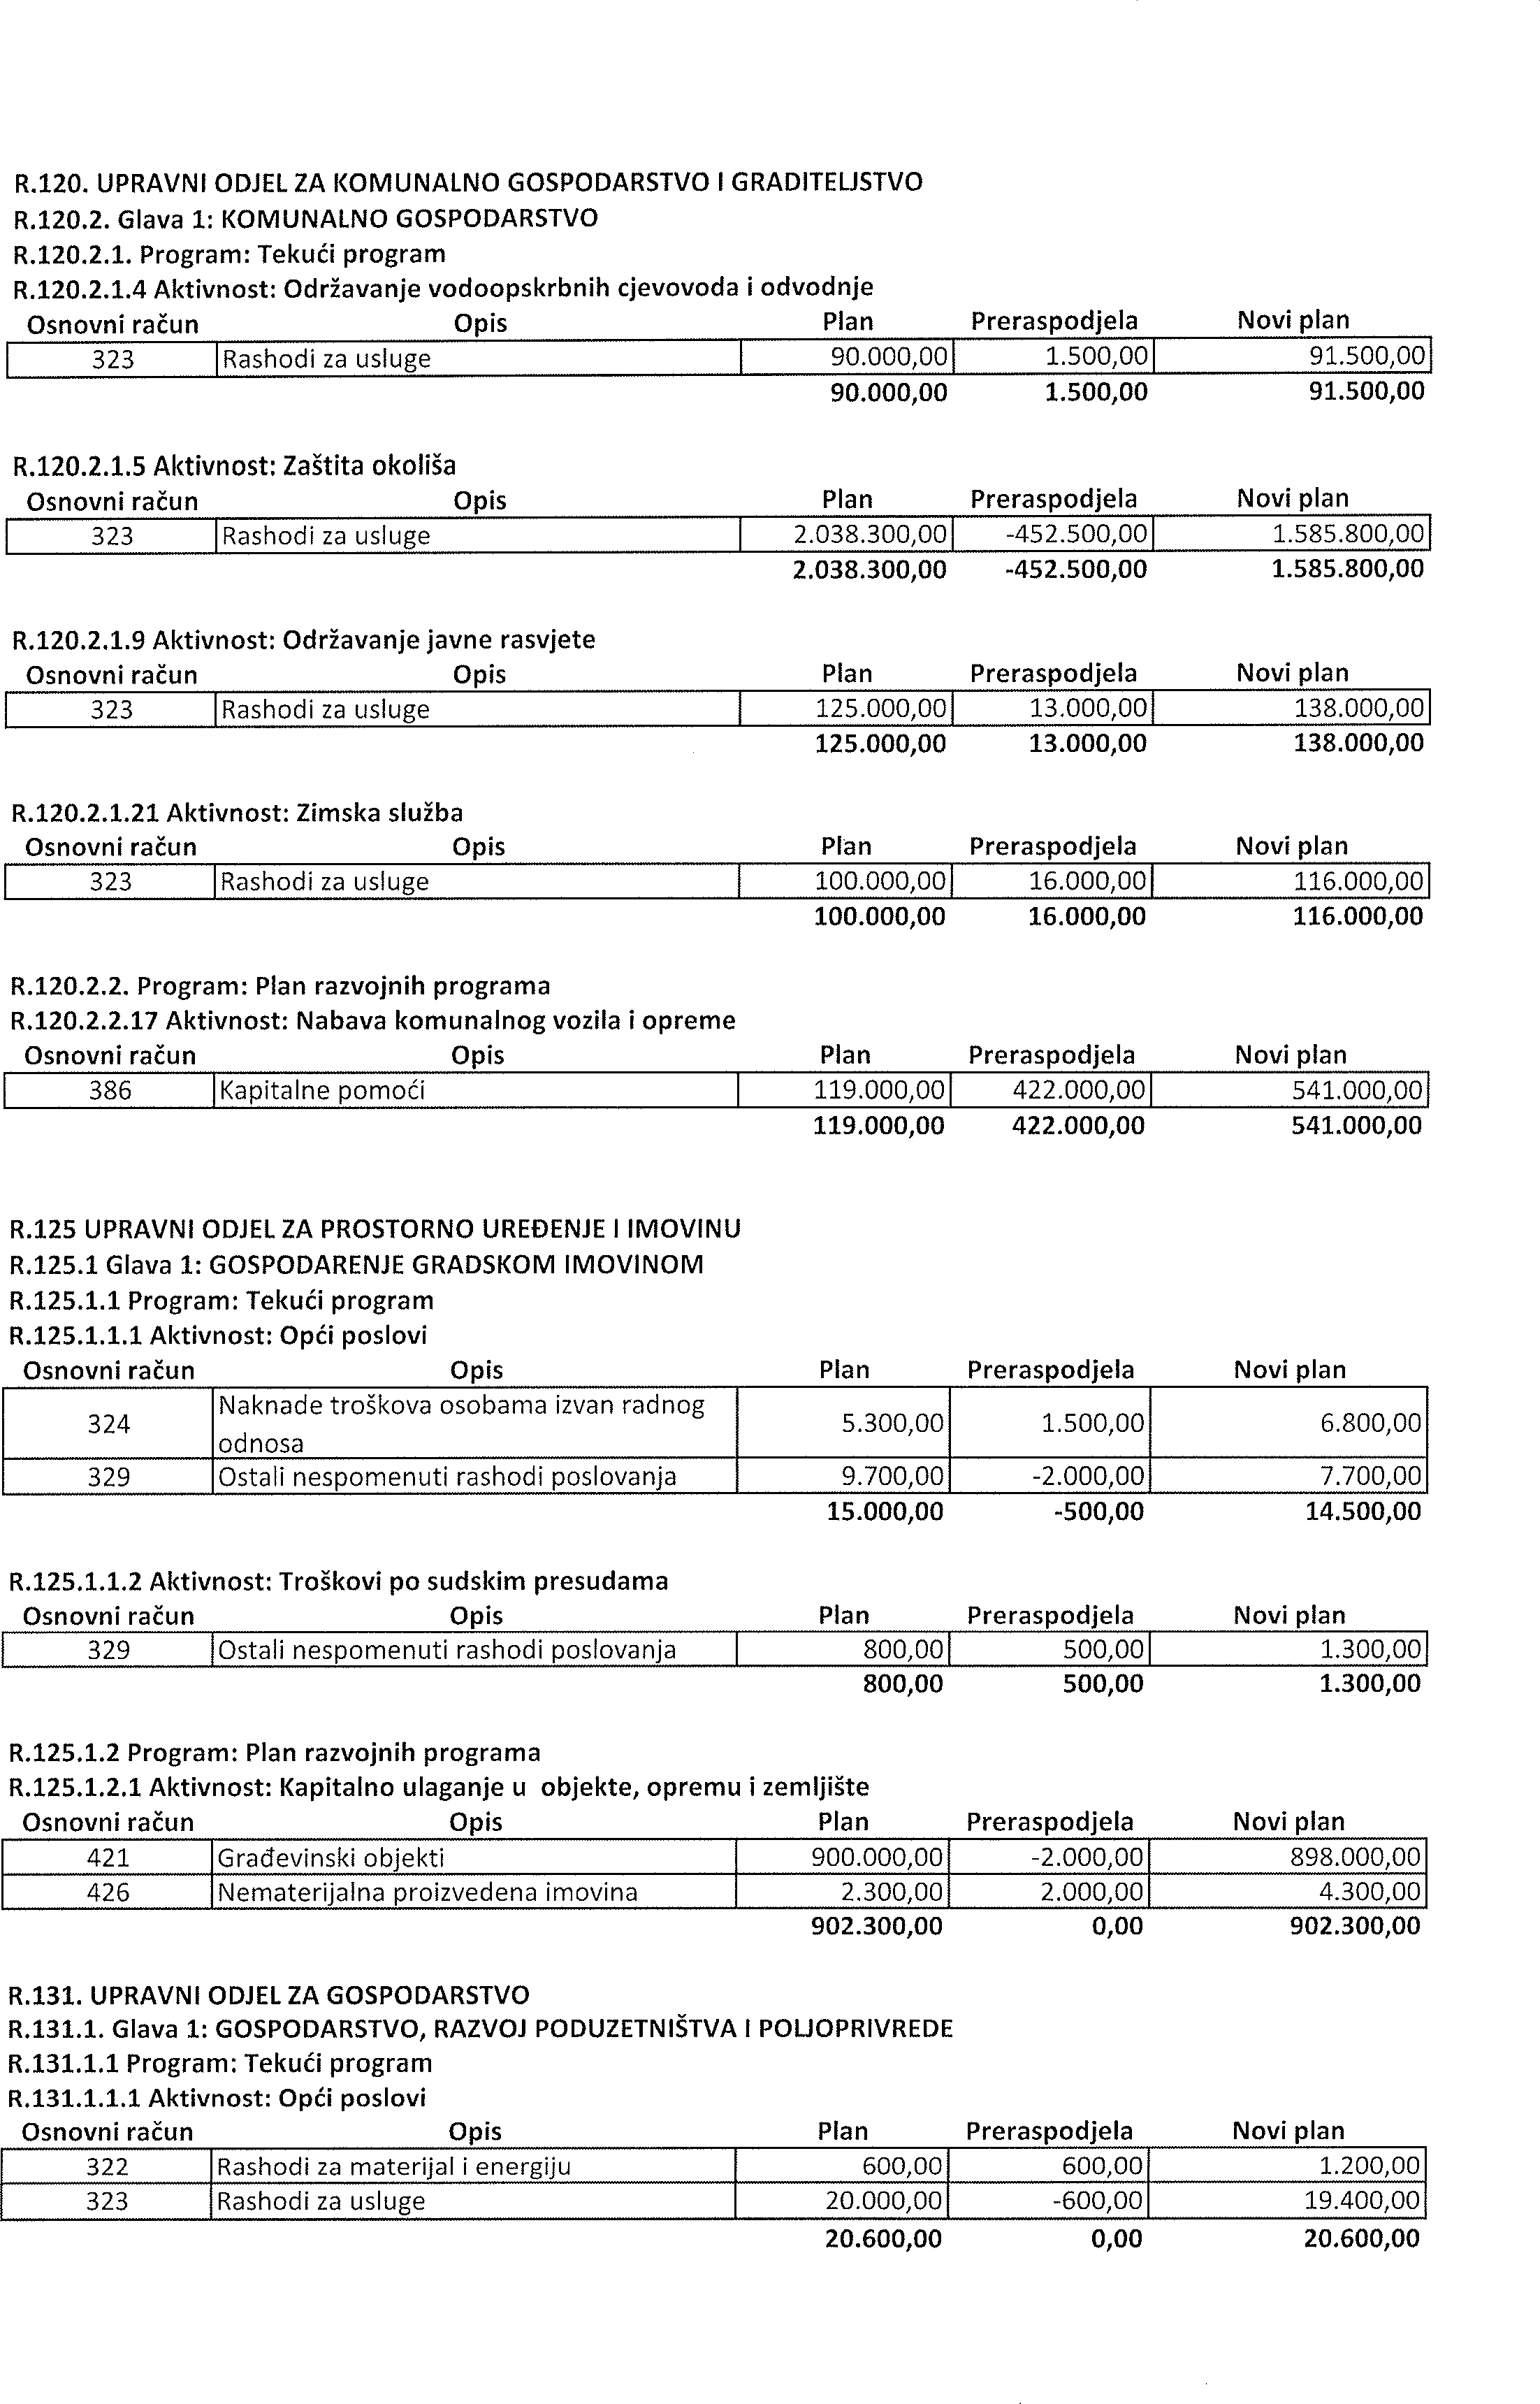 R.120. UPRAVNI ODJEL ZA KOMUNALNO GOSPODARSTVO I GRADITELJSTVO
R.120.2. Glava 1: KOMUNALNO GOSPODARSTVO
R.120.2.1. Program: Tekući program
R.120.2.1.4 Aktivnost: Održavanje vodoopskrbnih cjevovoda i odvodnje
Osnovni račun Opis Plan Preraspodjela Novi plan
323 Rashodi za usluge 90.000,00 1.500,00 91.500,00
90.000,00 1.500,00 91.500,00
R.120.2.1.5 Aktivnost: Zaštita okoliša
Osnovni račun Opis Plan Preraspodjela Novi plan
323 Rashodi za usluge 2.038.300,00 -452.500,00 1.585.800,00
2.038.300,00 -452.500,00 1.585.800,00
R.120.2.1.9 Aktivnost: Održavanje javne rasvjete
Osnovni račun Opis Plan Preraspodjela Novi plan
323 Rashodi za usluge 125.000,00 13.000,00 138.000,00
125.000,00 13.000,00 138.000,00
R.120.2.1.21 Aktivnost: Zimska služba
Osnovni račun Opis Plan Preraspodjela Novi plan
323 Rashodi za usluge 100.000,00 16.000,00 116.000,00
100.000,00 16.000,00 116.000,00
R.120.2.2. Program: Plan razvojnih programa
R.120.2.2.17 Aktivnost: Nabava komunalnog vozila i opreme
Osnovni račun Opis Plan Preraspodjela Novi plan
386 Kapitalne pomoći 119.000,00 422.000,00 541.000,00
119.000,00 422.000,00 541.000,00
R.125 UPRAVNI ODJEL ZA PROSTORNO UREĐENJE I IMOVINU
R.125.1 Glava 1: GOSPODARENJE GRADSKOM IMOVINOM
R.125.1.1 Program: Tekući program
R.125.1.1.1 Aktivnost: Opći poslovi
Osnovni račun Opis Plan Preraspodjela Novi plan
324 Naknade troškova osobama izvan radnog
odnosa 5.300,00 1.500,00 6.800,00
329 Ostali nespomenuti rashodi poslovanja 9.700,00 -2.000,00 7.700,00
15.000,00 -500,00 14.500,00
R.125.1.1.2 Aktivnost: Troškovi po sudskim presudama
Osnovni račun Opis Plan Preraspodjela Novi plan
329 Ostali nespomenuti rashodi poslovanja 800,00 500,00 1.300,00
800,00 500,00 1.300,00
R.125.1.2 Program: Plan razvojnih programa
R.125.1.2.1 Aktivnost: Kapitalno ulaganje u  objekte, opremu i zemljište
Osnovni račun Opis Plan Preraspodjela Novi plan
421 Građevinski objekti 900.000,00 -2.000,00 898.000,00
426 Nematerijalna proizvedena imovina 2.300,00 2.000,00 4.300,00
902.300,00 0,00 902.300,00
R.131. UPRAVNI ODJEL ZA GOSPODARSTVO
R.131.1. Glava 1: GOSPODARSTVO, RAZVOJ PODUZETNIŠTVA I POLJOPRIVREDE
R.131.1.1 Program: Tekući program
R.131.1.1.1 Aktivnost: Opći poslovi
Osnovni račun Opis Plan Preraspodjela Novi plan
322 Rashodi za materijal i energiju 600,00 600,00 1.200,00
323 Rashodi za usluge 20.000,00 -600,00 19.400,00
20.600,00 0,00 20.600,00